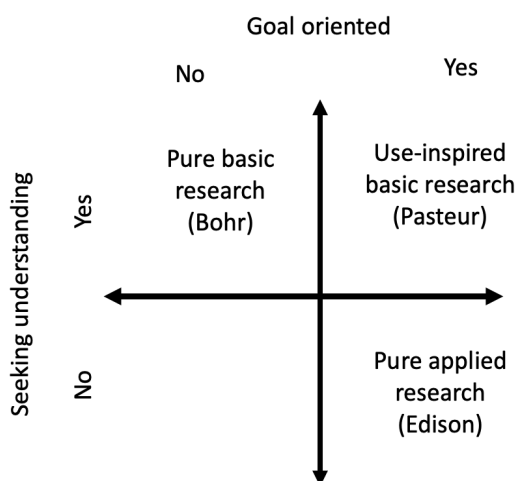 Goal oriented
No
Yes
Pure basic
research
(Bohr)
Use-inspired
basic research
(Pasteur)
Seeking understanding
Yes
No
Pure applied
research
(Edison)